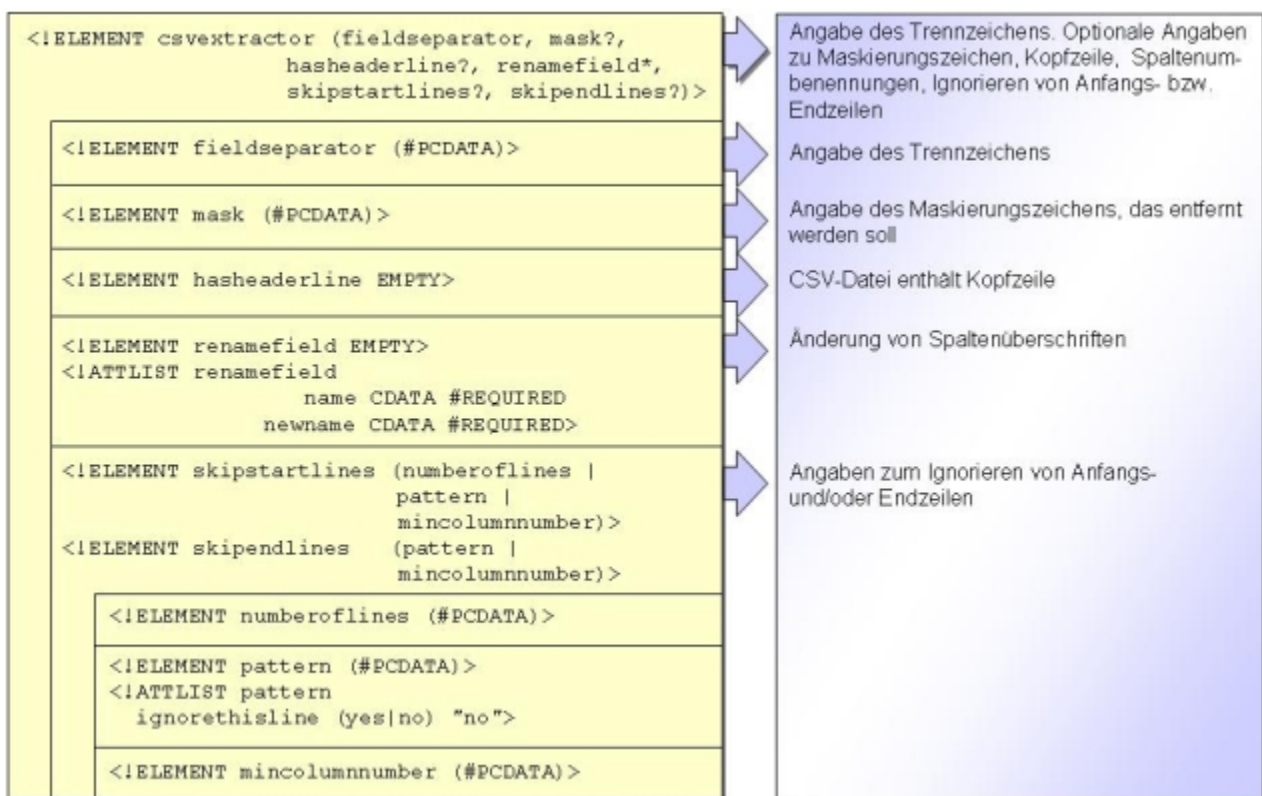 <!ELEMENT csvextractor (fieldseparator, mask?,
hasheaderline?, renamefield*,
skipstartlines?, skipendlines?)>
Angabe des Trennzeichens. Optionale Angaben
zu Maskierungszeichen, Kopfzeile, Spaltenum-
benennungen, Ignorieren von Anfangs- bzw.
Endzeilen
<!ELEMENT fieldseparator (#PCDATA)>
Angabe des Trennzeichens
<!ELEMENT mask (#PCDATA)>
Angabe des Maskierungszeichens, das entfernt
werden soll
<!ELEMENT hasheaderline EMPTY>
CSV-Datei enthält Kopfzeile
<!ELEMENT renamefield EMPTY>
<!ATTLIST renamefield
name CDATA #REQUIRED
newname CDATA #REQUIRED>
Änderung von Spaltenüberschriften
<!ELEMENT skipstartlines (numberoflines |
pattern |
mincolumnnumber)>
<!ELEMENT skipendlines (pattern |
mincolumnnumber)>
Angaben zum Ignorieren von Anfangs-
und/oder Endzeilen
<!ELEMENT numberoflines (#PCDATA)>
<!ELEMENT pattern (#PCDATA)>
<!ATTLIST pattern
ignorethisline (yes|no) "no">
<!ELEMENT mincolumnnumber (#PCDATA)>